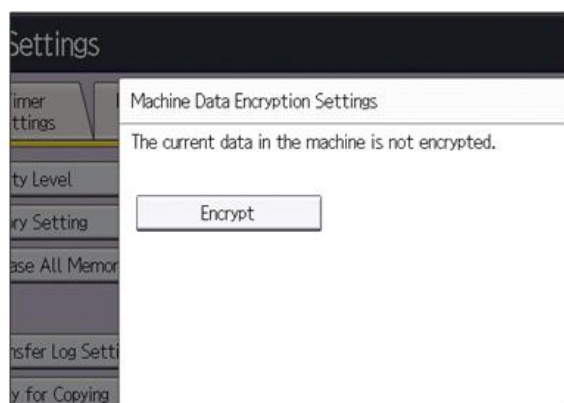 Settings
imer
ttings
Machine Data Encryption Settings
The current data in the machine is not encrypted.
ty Level
Encrypt
ry Setting
ase All Memor
nsfer Log Setti
y for Copying